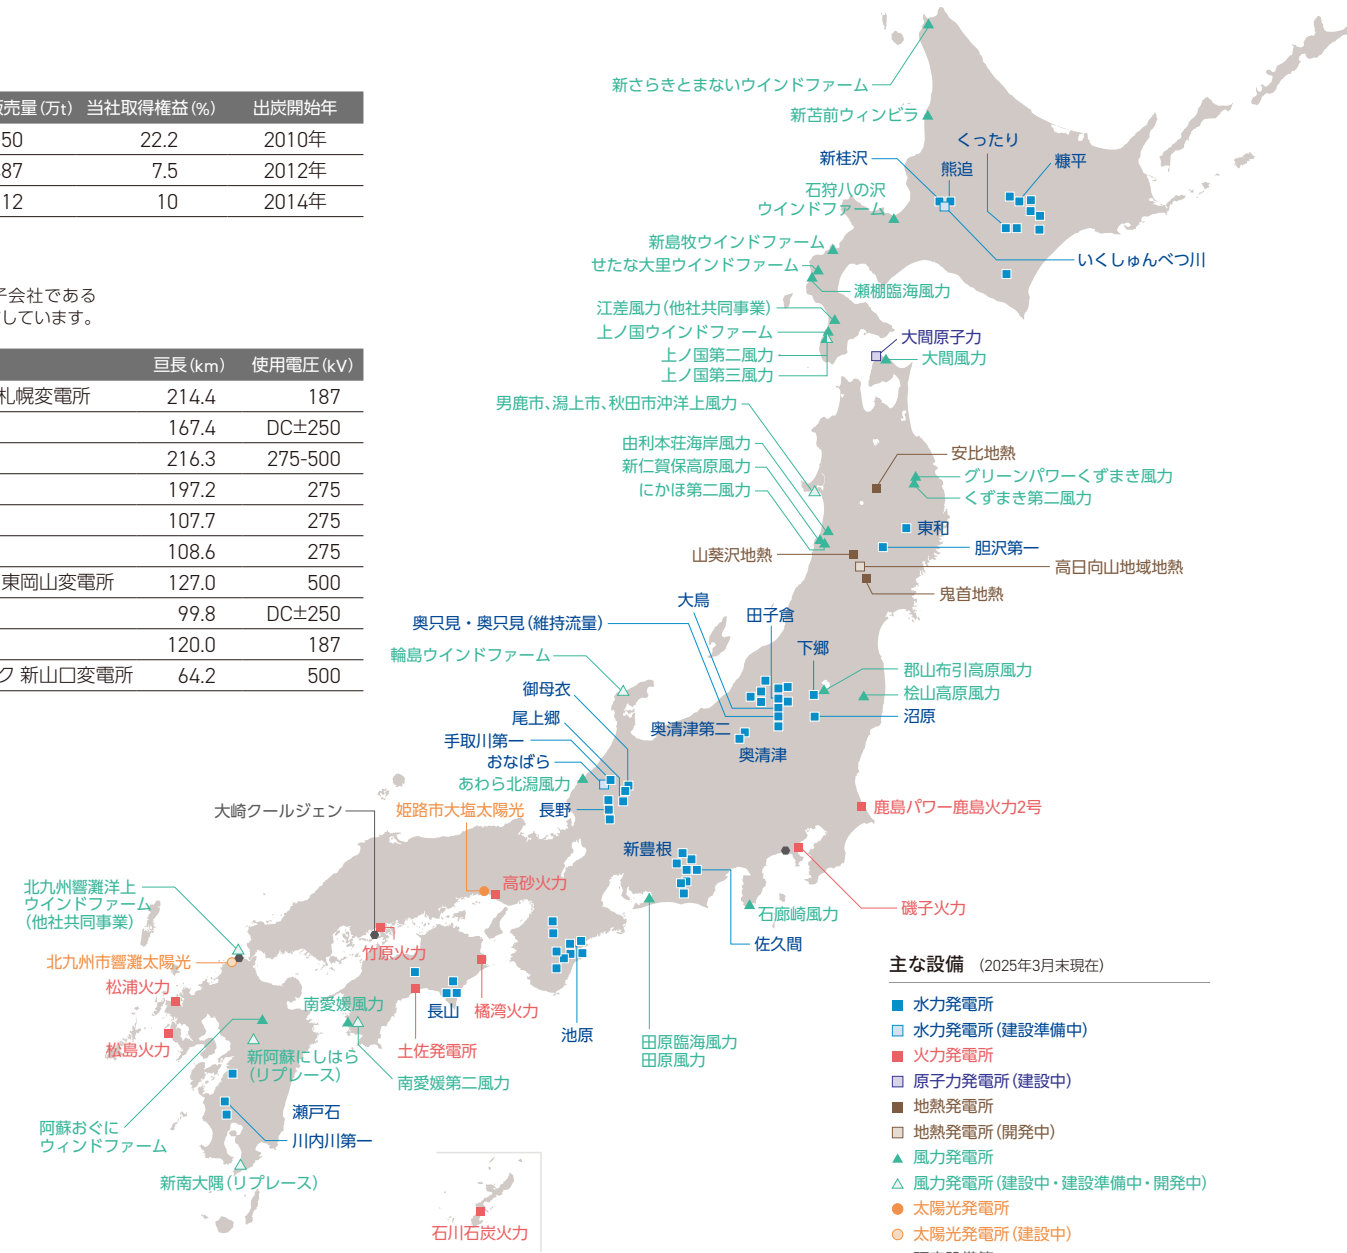 売量(万t) 当社取得権益(%) 出炭開始年
50 22.2 2010年
87 7.5 2012年
12 10 2014年
子会社である
しています。
亘長(km) 使用電圧(kV)
札幌変電所 214.4 187
167.4 DC±250
216.3 275-500
197.2 275
107.7 275
108.6 275
東岡山変電所 127.0 500
99.8 DC±250
120.0 187
ク 新山口変電所 64.2 500
新さらきとまないウインドファーム
新苫前ウィンビラ
くったり
新桂沢
熊追
糠平
石狩八の沢
ウインドファーム
新島牧ウインドファーム
せたな大里ウインドファーム
いくしゅんべつ川
瀬棚臨海風力
江差風力(他社共同事業)
上ノ国ウインドファーム
上ノ国第二風力
上ノ国第三風力
大間原子力
大間風力
男鹿市、潟上市、秋田市沖洋上風力
由利本荘海岸風力
新仁賀保高原風力
にかほ第二風力
安比地熱
グリーンパワーくずまき風力
くずまき第二風力
東和
胆沢第一
山葵沢地熱
高日向山地域地熱
鬼首地熱
大鳥
田子倉
奥只見・奥只見(維持流量)
下郷
輪島ウインドファーム
郡山布引高原風力
桧山高原風力
御母衣
尾上郷
沼原
手取川第一
奥清津第二
奥清津
おなばら
あわら北潟風力
大崎クールジェン
姫路市大塩太陽光
長野
鹿島パワー鹿島火力2号
新豊根
高砂火力
北九州響灘洋上
ウインドファーム
(他社共同事業)
石廊崎風力
磯子火力
佐久間
竹原火力
北九州市響灘太陽光
松浦火力
南愛媛風力
長山
橘湾火力
池原
田原臨海風力
田原風力
松島火力
新阿蘇にしはら
(リプレース)
土佐発電所
南愛媛第二風力
瀬戸石
阿蘇おぐに
ウィンドファーム
川内川第一
新南大隅(リプレース)
石川石炭火力
主な設備 (2025年3月末現在)
水力発電所
水力発電所(建設準備中)
火力発電所
原子力発電所(建設中)
地熱発電所
地熱発電所(開発中)
風力発電所
風力発電所(建設中・建設準備中・開発中)
太陽光発電所
太陽光発電所(建設中)